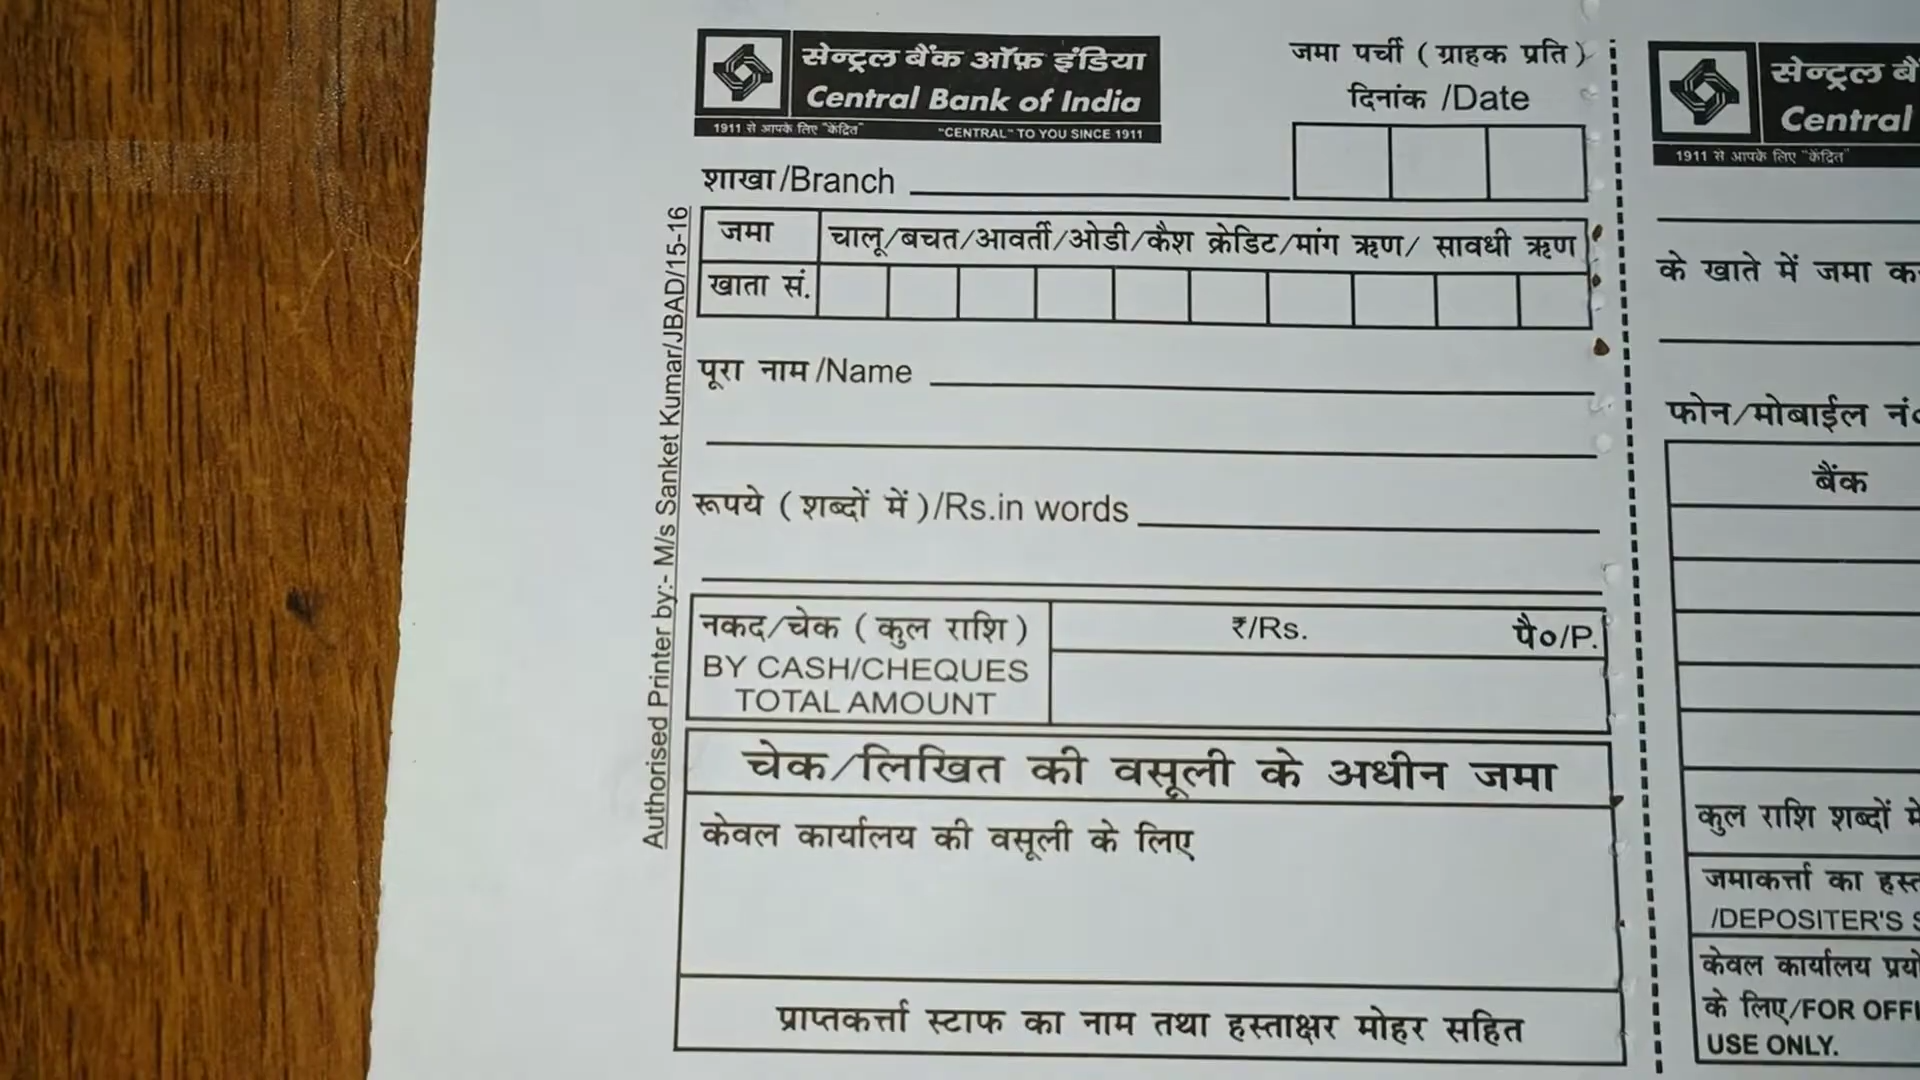 सेन्ट्रल बैंक ऑफ़ इंडिया
Central Bank of India
1911 से आपके लिए "केंद्रित" "CENTRAL" TO YOU SINCE 1911
जमा पर्ची ( ग्राहक प्रति )
दिनांक /Date
शाखा/Branch
जमा चालू/बचत/आवर्ती/ओडी/कैश क्रेडिट/मांग ऋण/ सावधी ऋण
खाता सं.
पूरा नाम/Name
रूपये ( शब्दों में )/Rs.in words
नकद/चेक ( कुल राशि ) ₹/Rs. पै०/P.
BY CASH/CHEQUES
TOTAL AMOUNT
चेक/लिखित की वसूली के अधीन जमा
केवल कार्यालय की वसूली के लिए
प्राप्तकर्त्ता स्टाफ का नाम तथा हस्ताक्षर मोहर सहित
Authorised Printer by:- M/s Sanket Kumar/JBAD/15-16
सेन्ट्रल
Central
1911 से आपके लिए "केंद्रित"
के खाते में जमा
फोन/मोबाईल
बैंक
कुल राशि शब्दों
जमाकर्त्ता का
/DEPOSITER'S
केवल कार्यालय
के लिए/FOR
USE ONLY.